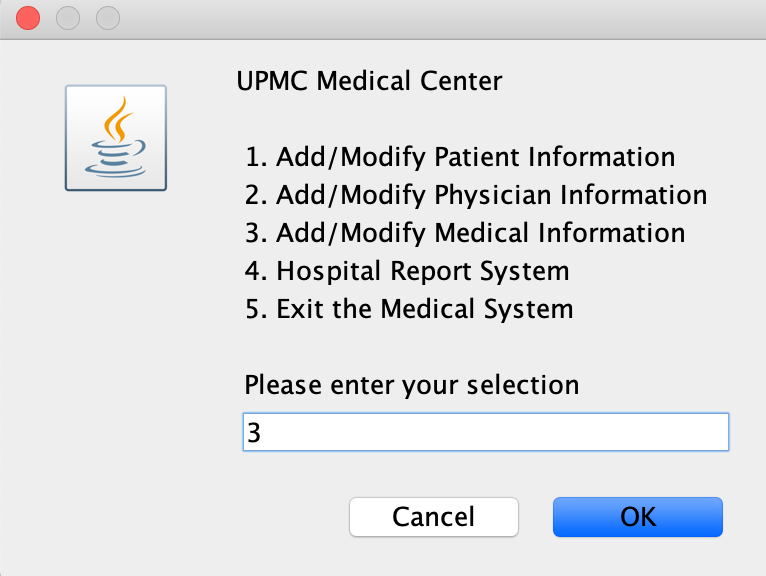 UPMC Medical Center
1. Add/Modify Patient Information
2. Add/Modify Physician Information
3. Add/Modify Medical Information
4. Hospital Report System
5. Exit the Medical System
Please enter your selection
3
Cancel OK